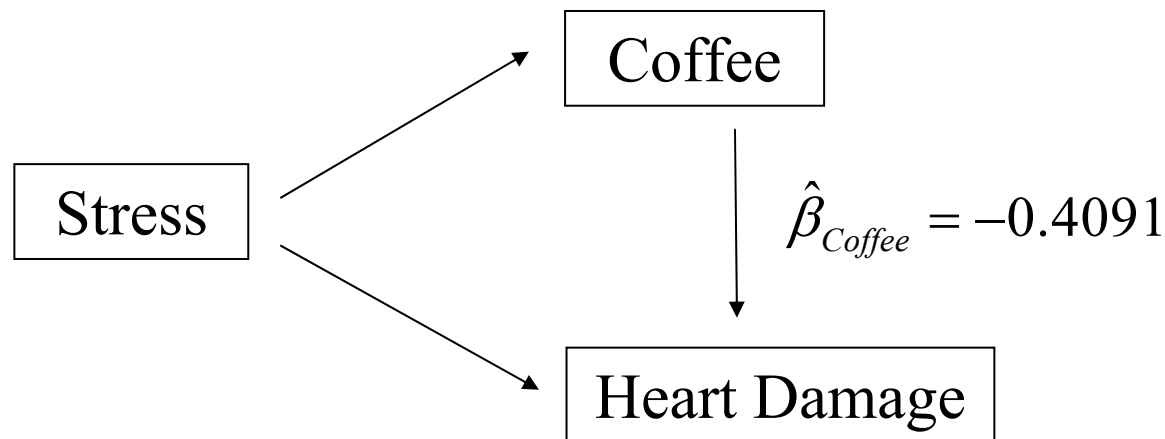 Coffee
Stress
β̂_Coffee = −0.4091
Heart Damage